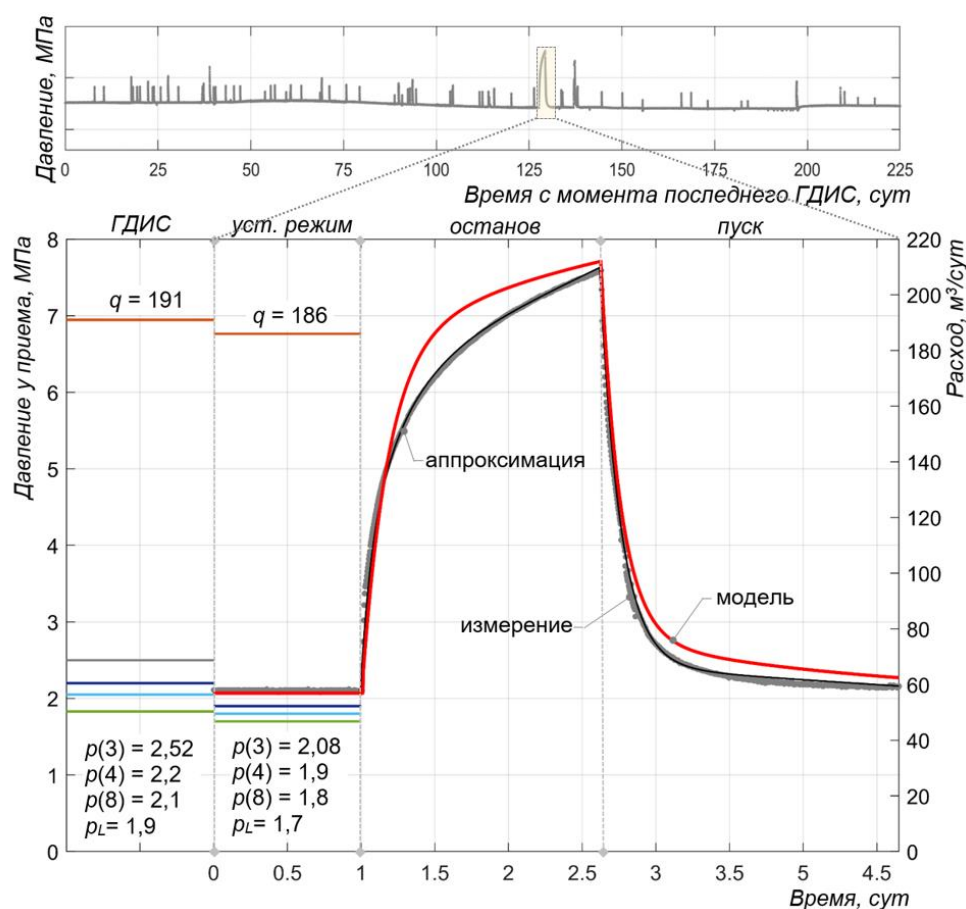 Давление, МПа
0 25 50 75 100 125 150 175 200 225
Время с момента последнего ГДИС, сут
ГДИС уст. режим останов пуск
Давление у приема, МПа
8
7
6
5
4
3
2
1
0
q = 191
q = 186
аппроксимация
измерение
модель
p(3) = 2,52
p(4) = 2,2
p(8) = 2,1
pL= 1,9
p(3) = 2,08
p(4) = 1,9
p(8) = 1,8
pL= 1,7
220
200
180
160
140
120
100
80
60
40
20
0
Расход, м³/сут
0 0.5 1 1.5 2 2.5 3 3.5 4 4.5
Время, сут